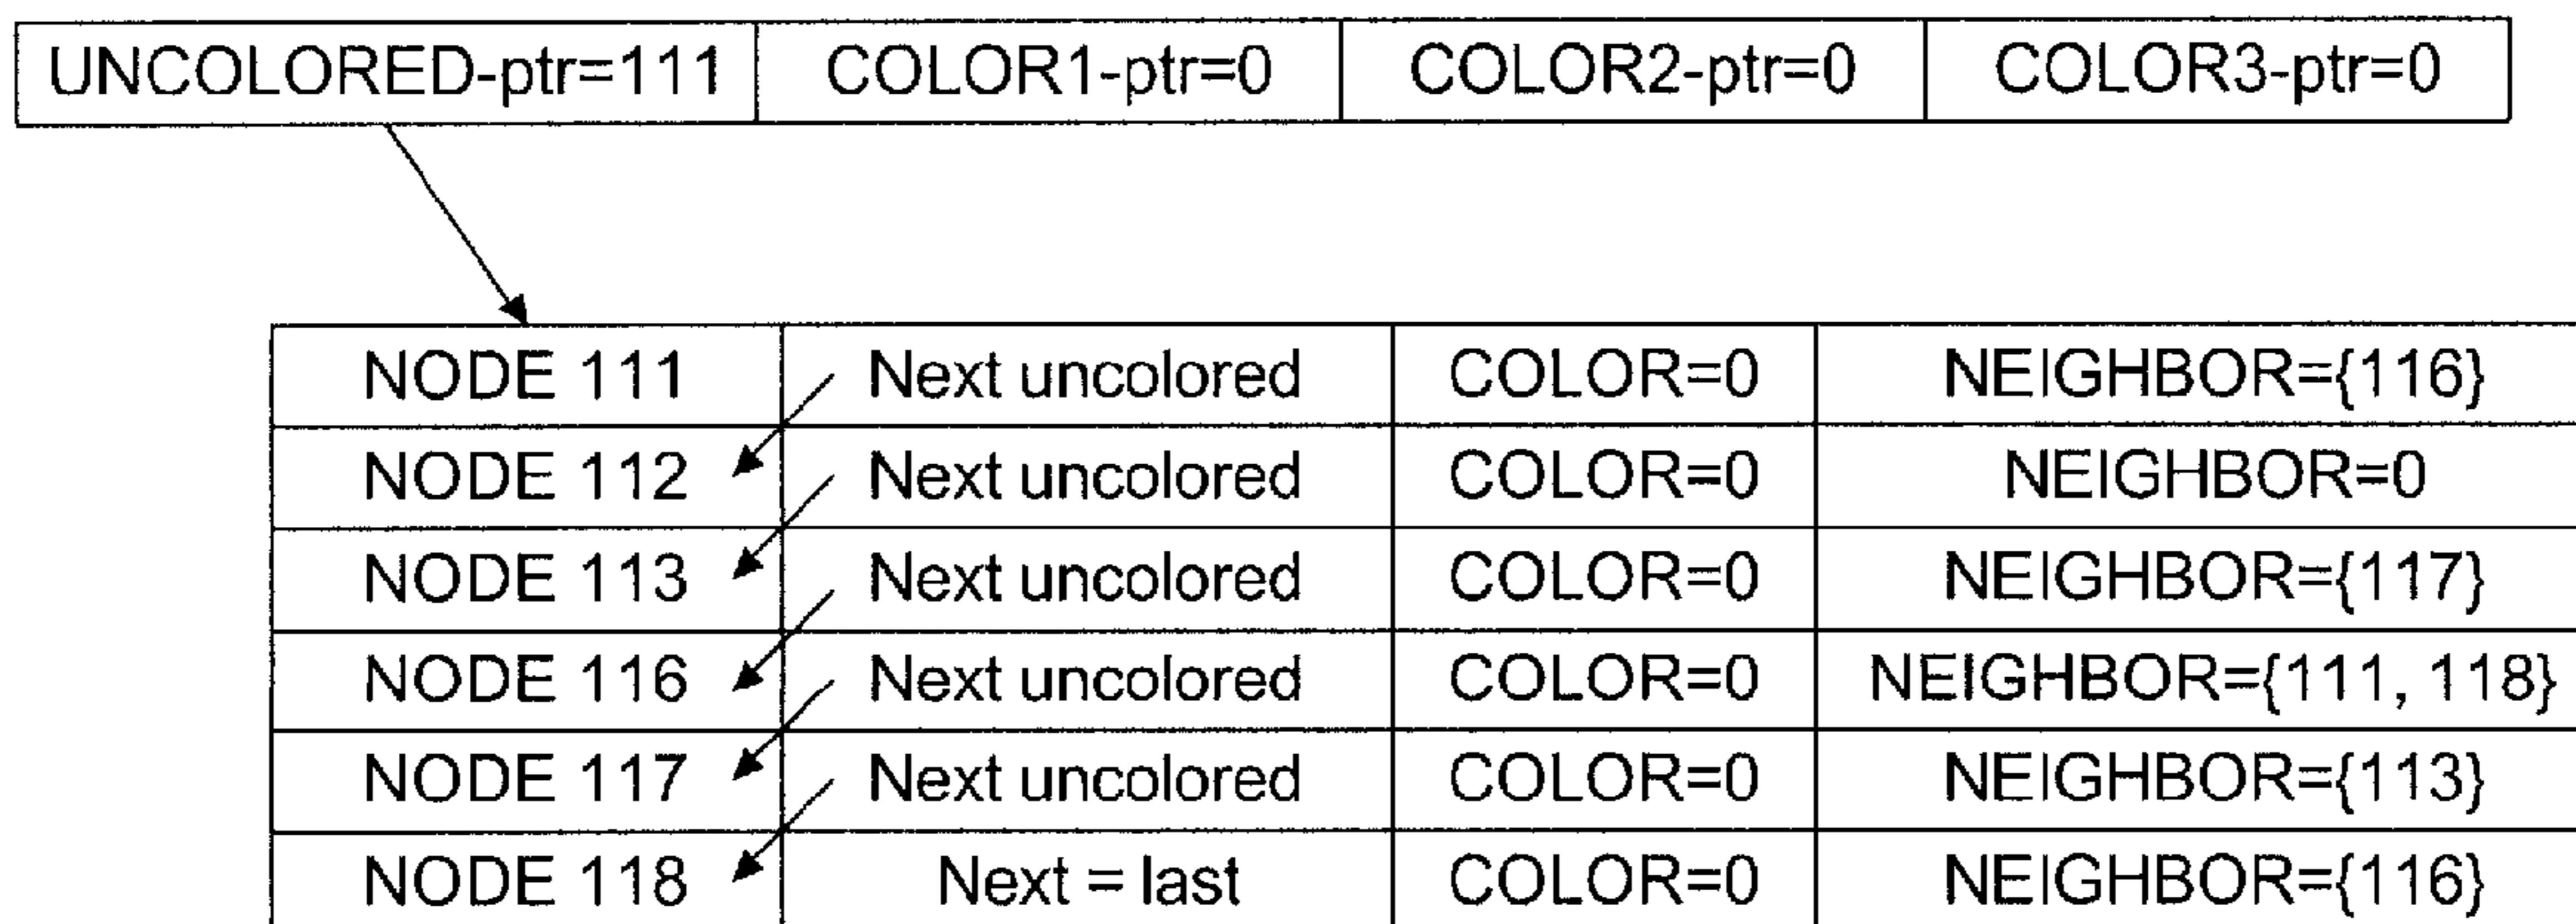 UNCOLORED-ptr=111 COLOR1-ptr=0 COLOR2-ptr=0 COLOR3-ptr=0
NODE 111 Next uncolored COLOR=0 NEIGHBOR={116}
NODE 112 Next uncolored COLOR=0 NEIGHBOR=0
NODE 113 Next uncolored COLOR=0 NEIGHBOR={117}
NODE 116 Next uncolored COLOR=0 NEIGHBOR={111, 118}
NODE 117 Next uncolored COLOR=0 NEIGHBOR={113}
NODE 118 Next = last COLOR=0 NEIGHBOR={116}